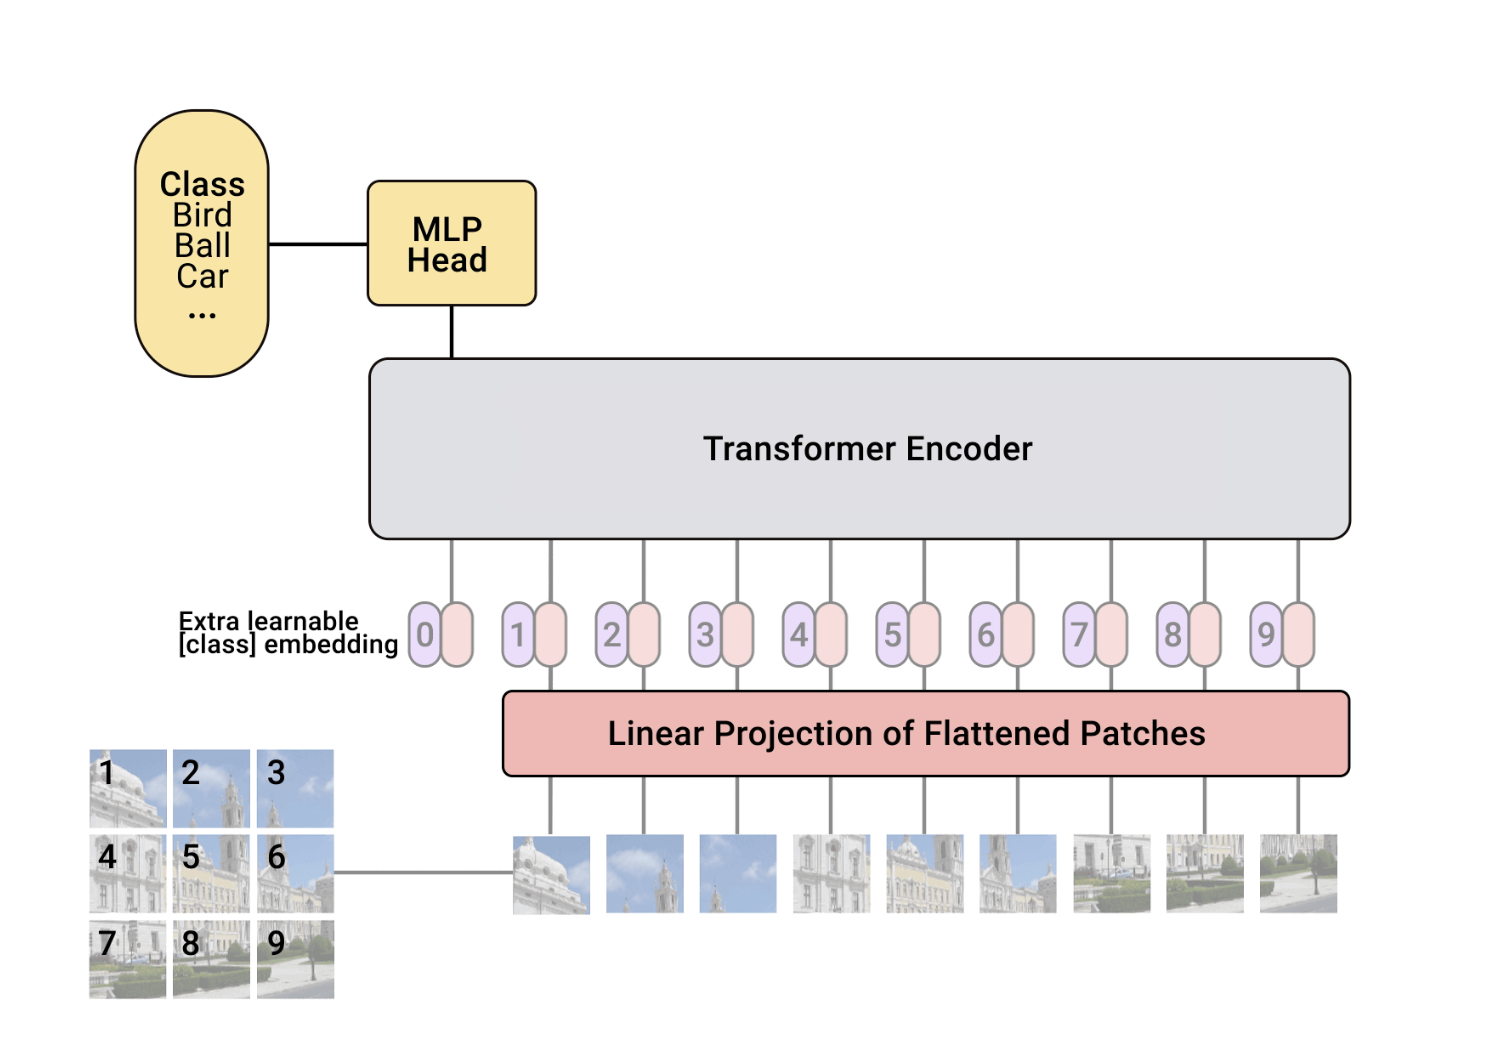 Class
Bird
Ball
Car
...
MLP
Head
Transformer Encoder
Extra learnable
[class] embedding
0 1 2 3 4 5 6 7 8 9
Linear Projection of Flattened Patches
1 2 3
4 5 6
7 8 9